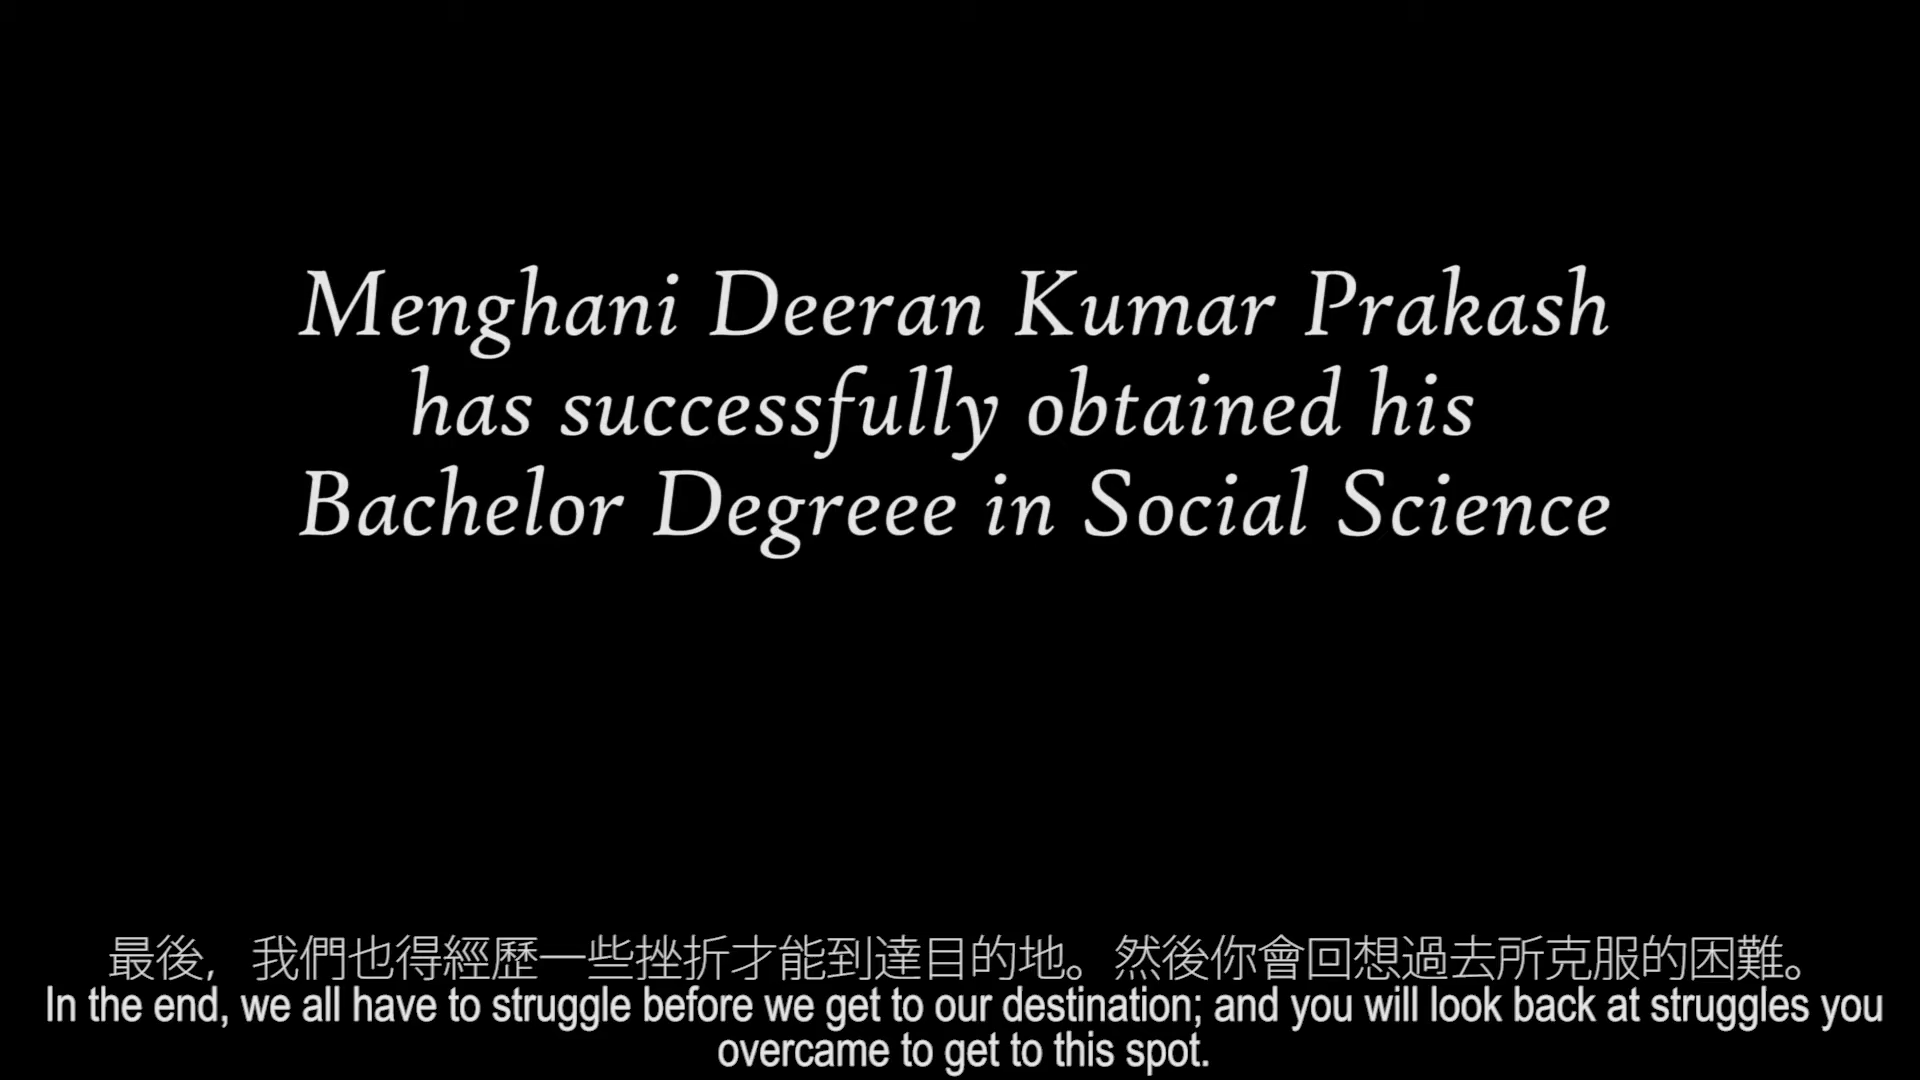 Menghani Deeran Kumar Prakash
has successfully obtained his
Bachelor Degreee in Social Science
最後，我們也得經歷一些挫折才能到達目的地。然後你會回想過去所克服的困難。
In the end, we all have to struggle before we get to our destination; and you will look back at struggles you
overcame to get to this spot.